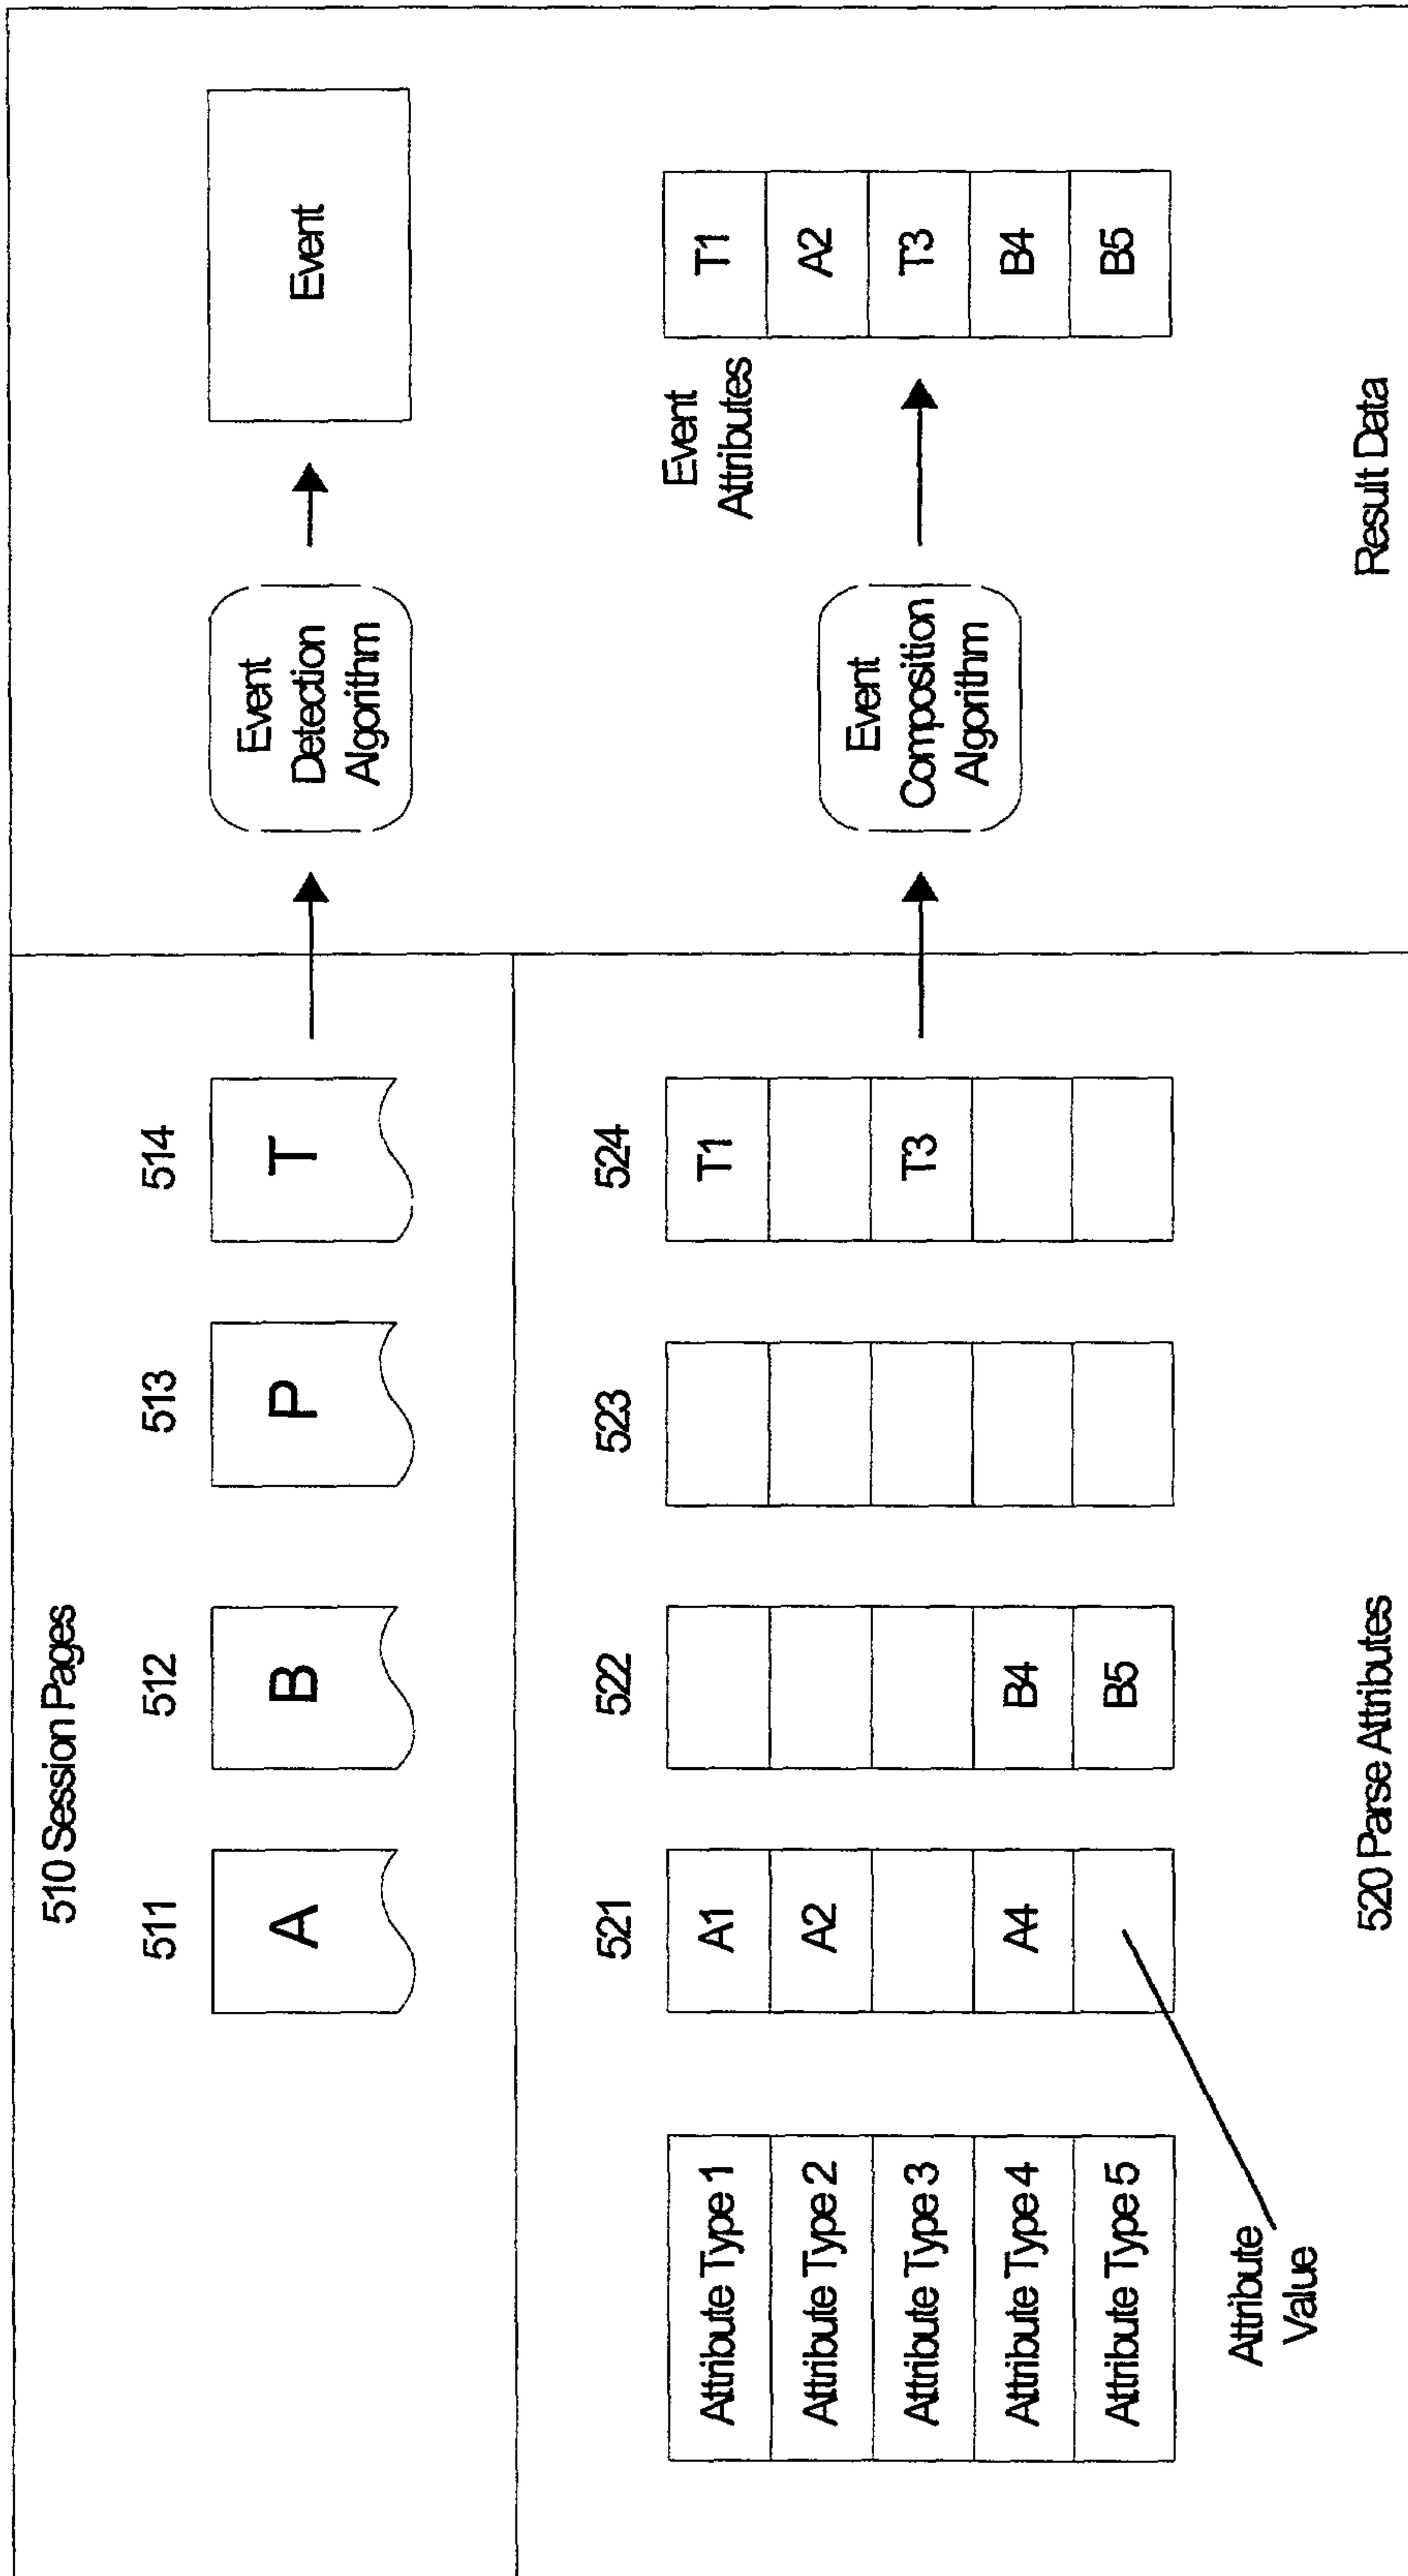 510 Session Pages
511
512
513
514
A
B
P
T
Event
Detection
Algorithm
Event
521
522
523
524
Attribute Type 1
Attribute Type 2
Attribute Type 3
Attribute Type 4
Attribute Type 5
A1
A2
A4
B4
B5
T1
T3
Attribute
Value
520 Parse Attributes
Event
Composition
Algorithm
Event
Attributes
T1
A2
T3
B4
B5
Result Data